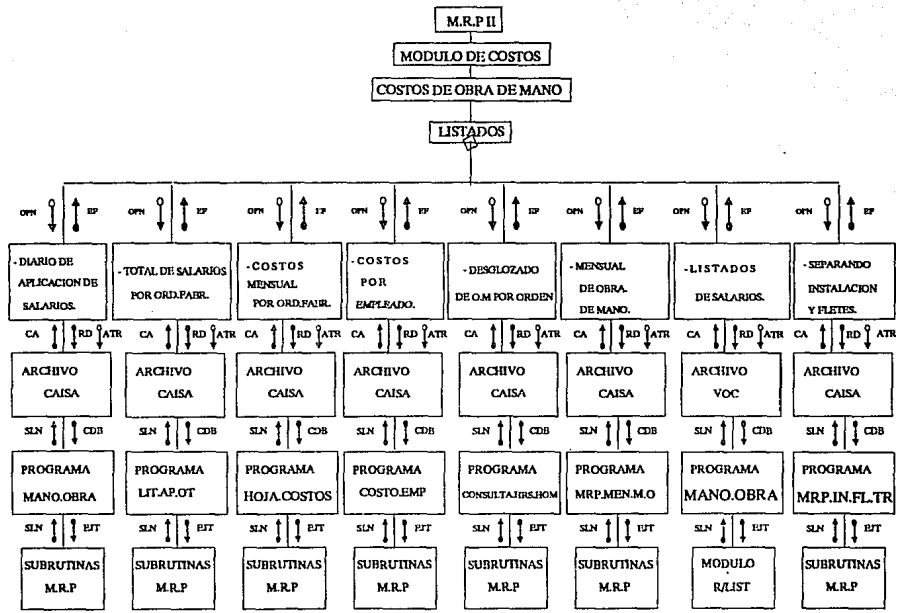 M.R.P II
MODULO DE COSTOS
COSTOS DE OBRA DE MANO
LISTADOS
OPN EF OPN EF OPN EF OPN EF OPN EF OPN EF OPN EF OPN EF
- DIARIO DE
APLICACION DE
SALARIOS.
- TOTAL DE SALARIOS
POR ORD.FABR.
- COSTOS
MENSUAL
POR ORD.FABR.
- COSTOS
POR
EMPLEADO.
- DESGLOZADO
DE O.M POR ORDEN
- MENSUAL
DE OBRA.
DE MANO.
- LISTADOS
DE SALARIOS.
- SEPARANDO
INSTALACION
Y FLETES.
CA RD ATR CA RD ATR CA RD ATR CA RD ATR CA RD ATR CA RD ATR CA RD ATR CA RD ATR
ARCHIVO
CAISA
ARCHIVO
CAISA
ARCHIVO
CAISA
ARCHIVO
CAISA
ARCHIVO
CAISA
ARCHIVO
CAISA
ARCHIVO
VOC
ARCHIVO
CAISA
SLN CDB SLN CDB SLN CDB SLN CDB SLN CDB SLN CDB SLN CDB SLN CDB
PROGRAMA
MANO.OBRA
PROGRAMA
LIT.AP.OT
PROGRAMA
HOJA.COSTOS
PROGRAMA
COSTO.EMP
PROGRAMA
CONSULTA.HRS.HOM
PROGRAMA
MRP.MEN.M.O
PROGRAMA
MANO.OBRA
PROGRAMA
MRP.IN.FL.TR
SLN EJT SLN EJT SLN EJT SLN EJT SLN EJT SLN EJT SLN EJT SLN EJT
SUBRUTINAS
M.R.P
SUBRUTINAS
M.R.P
SUBRUTINAS
M.R.P
SUBRUTINAS
M.R.P
SUBRUTINAS
M.R.P
SUBRUTINAS
M.R.P
MODULO
R/LIST
SUBRUTINAS
M.R.P